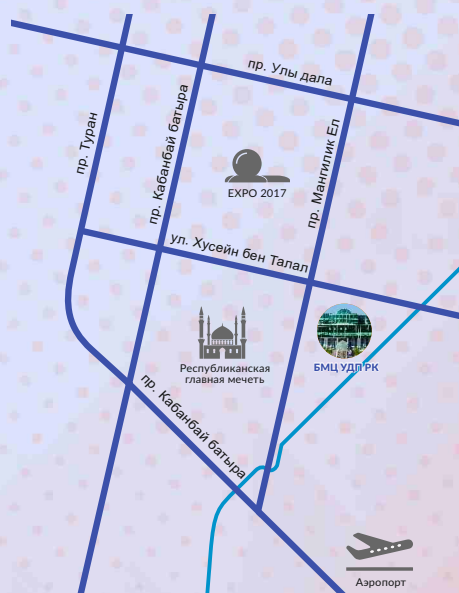 пр. Улы дала
пр. Туран
пр. Кабанбай батыра
пр. Мангилик Ел
EXPO 2017
ул. Хусейн бен Талал
Республиканская
главная мечеть
БМЦ УДП РК
пр. Кабанбай батыра
Аэропорт